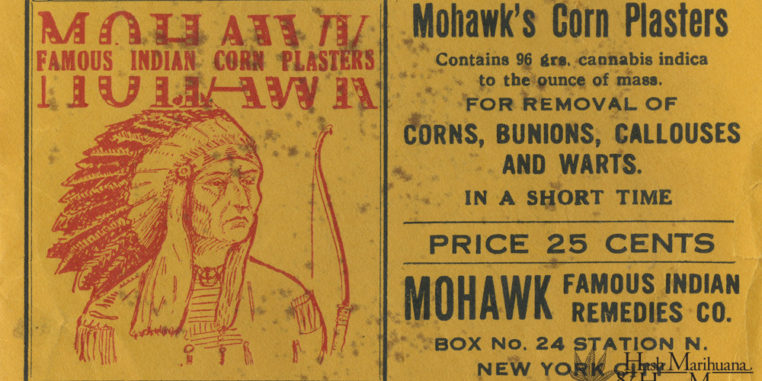 MOHAWK
FAMOUS INDIAN CORN PLASTERS
Mohawk's Corn Plasters
Contains 96 grs. cannabis indica
to the ounce of mass.
FOR REMOVAL OF
CORNS, BUNIONS, CALLOUSES
AND WARTS.
IN A SHORT TIME
PRICE 25 CENTS
MOHAWK FAMOUS INDIAN
REMEDIES CO.
BOX No. 24 STATION N.
NEW YORK CITY
Hash Marihuana